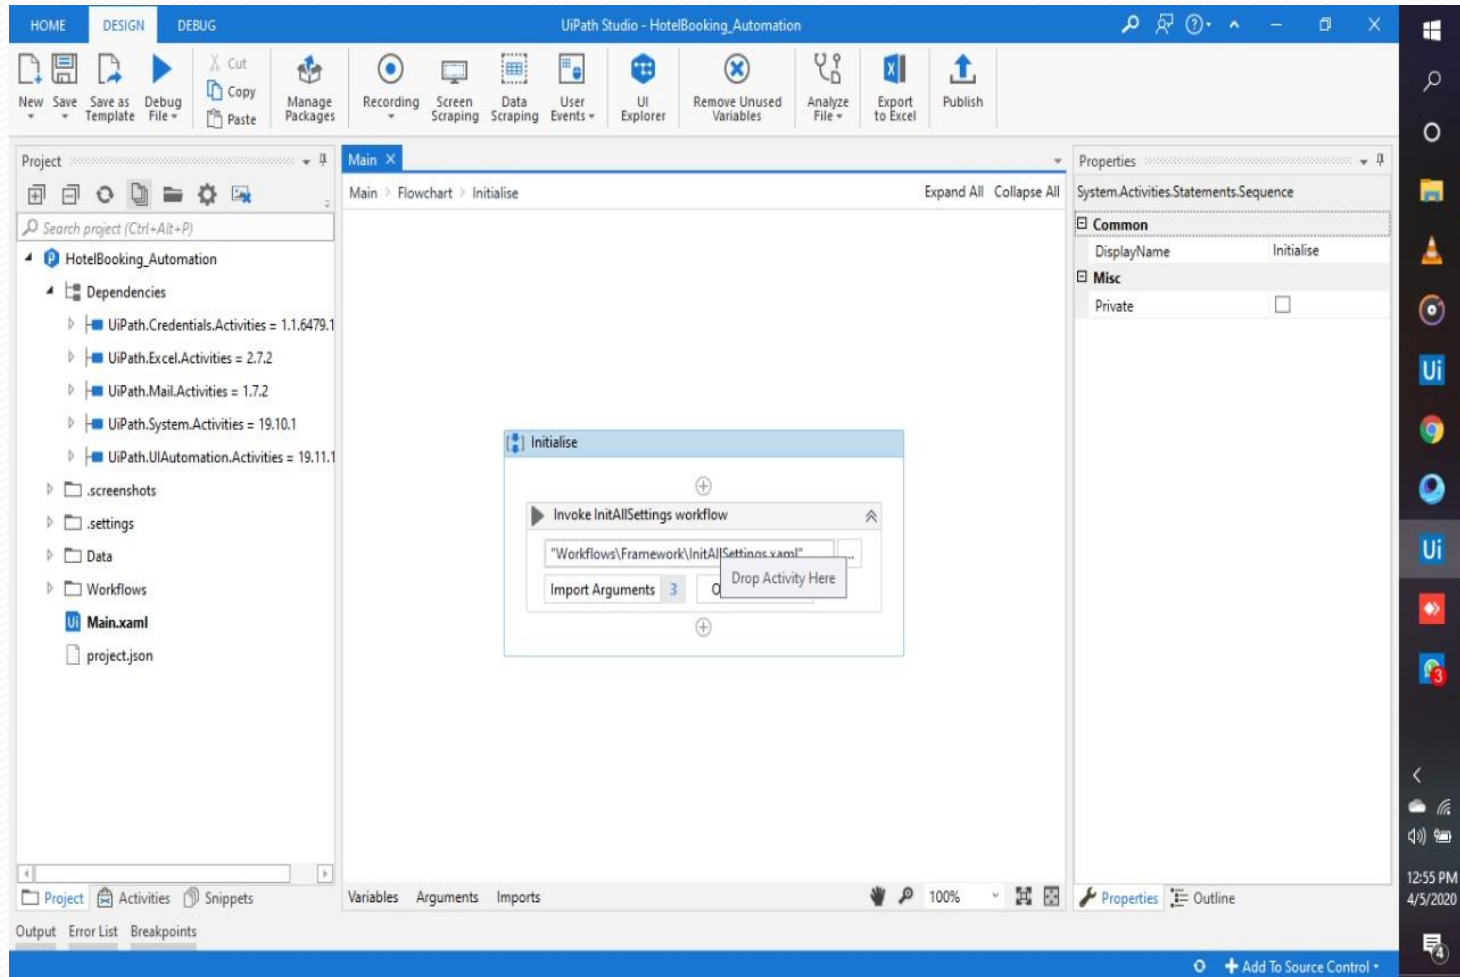 HOME DESIGN DEBUG UiPath Studio - HotelBooking_Automation
New Save Save as Template Debug File Cut Copy Paste Manage Packages Recording Screen Scraping Data Scraping User Events UI Explorer Remove Unused Variables Analyze File Export to Excel Publish
Project
Search project (Ctrl+Alt+P)
HotelBooking_Automation
Dependencies
UiPath.Credentials.Activities = 1.1.6479.1
UiPath.Excel.Activities = 2.7.2
UiPath.Mail.Activities = 1.7.2
UiPath.System.Activities = 19.10.1
UiPath.UIAutomation.Activities = 19.11.1
.screenshots
.settings
Data
Workflows
Ui Main.xaml
project.json
Project Activities Snippets
Main
Main > Flowchart > Initialise Expand All Collapse All
Initialise
Invoke InitAllSettings workflow
"Workflows\Framework\InitAllSettings.xaml" ...
Import Arguments 3 O
Drop Activity Here
Variables Arguments Imports 100%
Properties
System.Activities.Statements.Sequence
Common
DisplayName Initialise
Misc
Private
Properties Outline
Output Error List Breakpoints
Add To Source Control
Ui
Ui
3
12:55 PM
4/5/2020
4